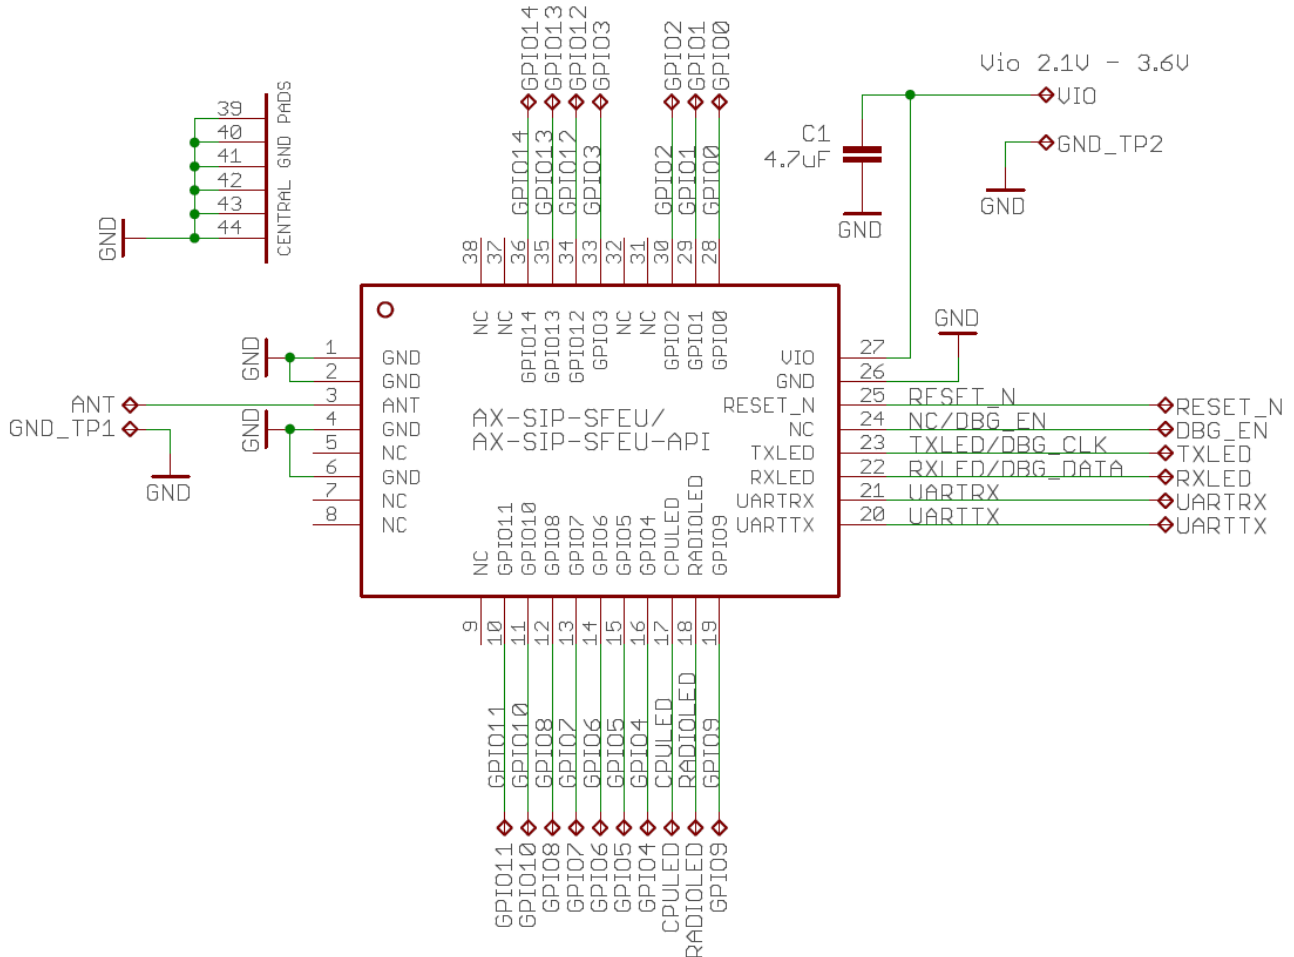 GPIO14
GPIO13
GPIO12
GPIO3
GPIO2
GPIO1
GPIO0
Vio 2.1V - 3.6V
VIO
GND_TP2
GND
C1
4.7uF
GND
39
40
41
42
43
44
CENTRAL GND PADS
GND
GPIO14
GPIO13
GPIO12
GPIO3
GPIO2
GPIO1
GPIO0
38
37
36
35
34
33
32
31
30
29
28
NC
NC
GPIO14
GPIO13
GPIO12
GPIO3
NC
NC
GPIO2
GPIO1
GPIO0
GND
GND
1 GND
2 GND
ANT 3 ANT
GND_TP1 GND 4 GND
5 NC
GND 6 GND
7 NC
8 NC
AX-SIP-SFEU/
AX-SIP-SFEU-API
VIO 27
GND 26
RESET_N 25 RESET_N RESET_N
NC 24 NC/DBG_EN DBG_EN
TXLED 23 TXLED/DBG_CLK TXLED
RXLED 22 RXLED/DBG_DATA RXLED
UARTRX 21 UARTRX UARTRX
UARTTX 20 UARTTX UARTTX
NC
GPIO11
GPIO10
GPIO8
GPIO7
GPIO6
GPIO5
GPIO4
CPULED
RADIOLED
GPIO9
9
10
11
12
13
14
15
16
17
18
19
GPIO11
GPIO10
GPIO8
GPIO7
GPIO6
GPIO5
GPIO4
CPULED
RADIOLED
GPIO9
GPIO11
GPIO10
GPIO8
GPIO7
GPIO6
GPIO5
GPIO4
CPULED
RADIOLED
GPIO9